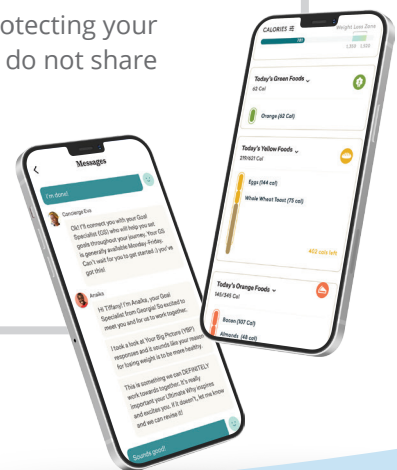 otecting your
do not share
CALORIES
Weight Loss Zone
Today's Green Foods
62 Cal
Orange (62 Cal)
Today's Yellow Foods
219/621 Cal
Eggs (144 cal)
Whole Wheat Toast (75 cal)
402 cals left
Today's Orange Foods
145/345 Cal
Bacon (107 Cal)
Almonds (48 cal)
Messages
I'm done!
Concierge Eva
Ok! I'll connect you with your Goal
Specialist (GS) who will help you set
goals throughout your journey. Your GS
is generally available Monday-Friday.
Can't wait for you to get started :) you've
got this!
Anaika
Hi Tiffany! I'm Anaika, your Goal
Specialist from Georgia! So excited to
meet you and for us to work together.
I took a look at Your Big Picture (YBP)
responses and it sounds like your reason
for losing weight is to be more healthy.
This is something we can DEFINITELY
work towards together. It's really
important your Ultimate Why inspires
and excites you. If it doesn't, let me know
and we can revise it!
Sounds good!